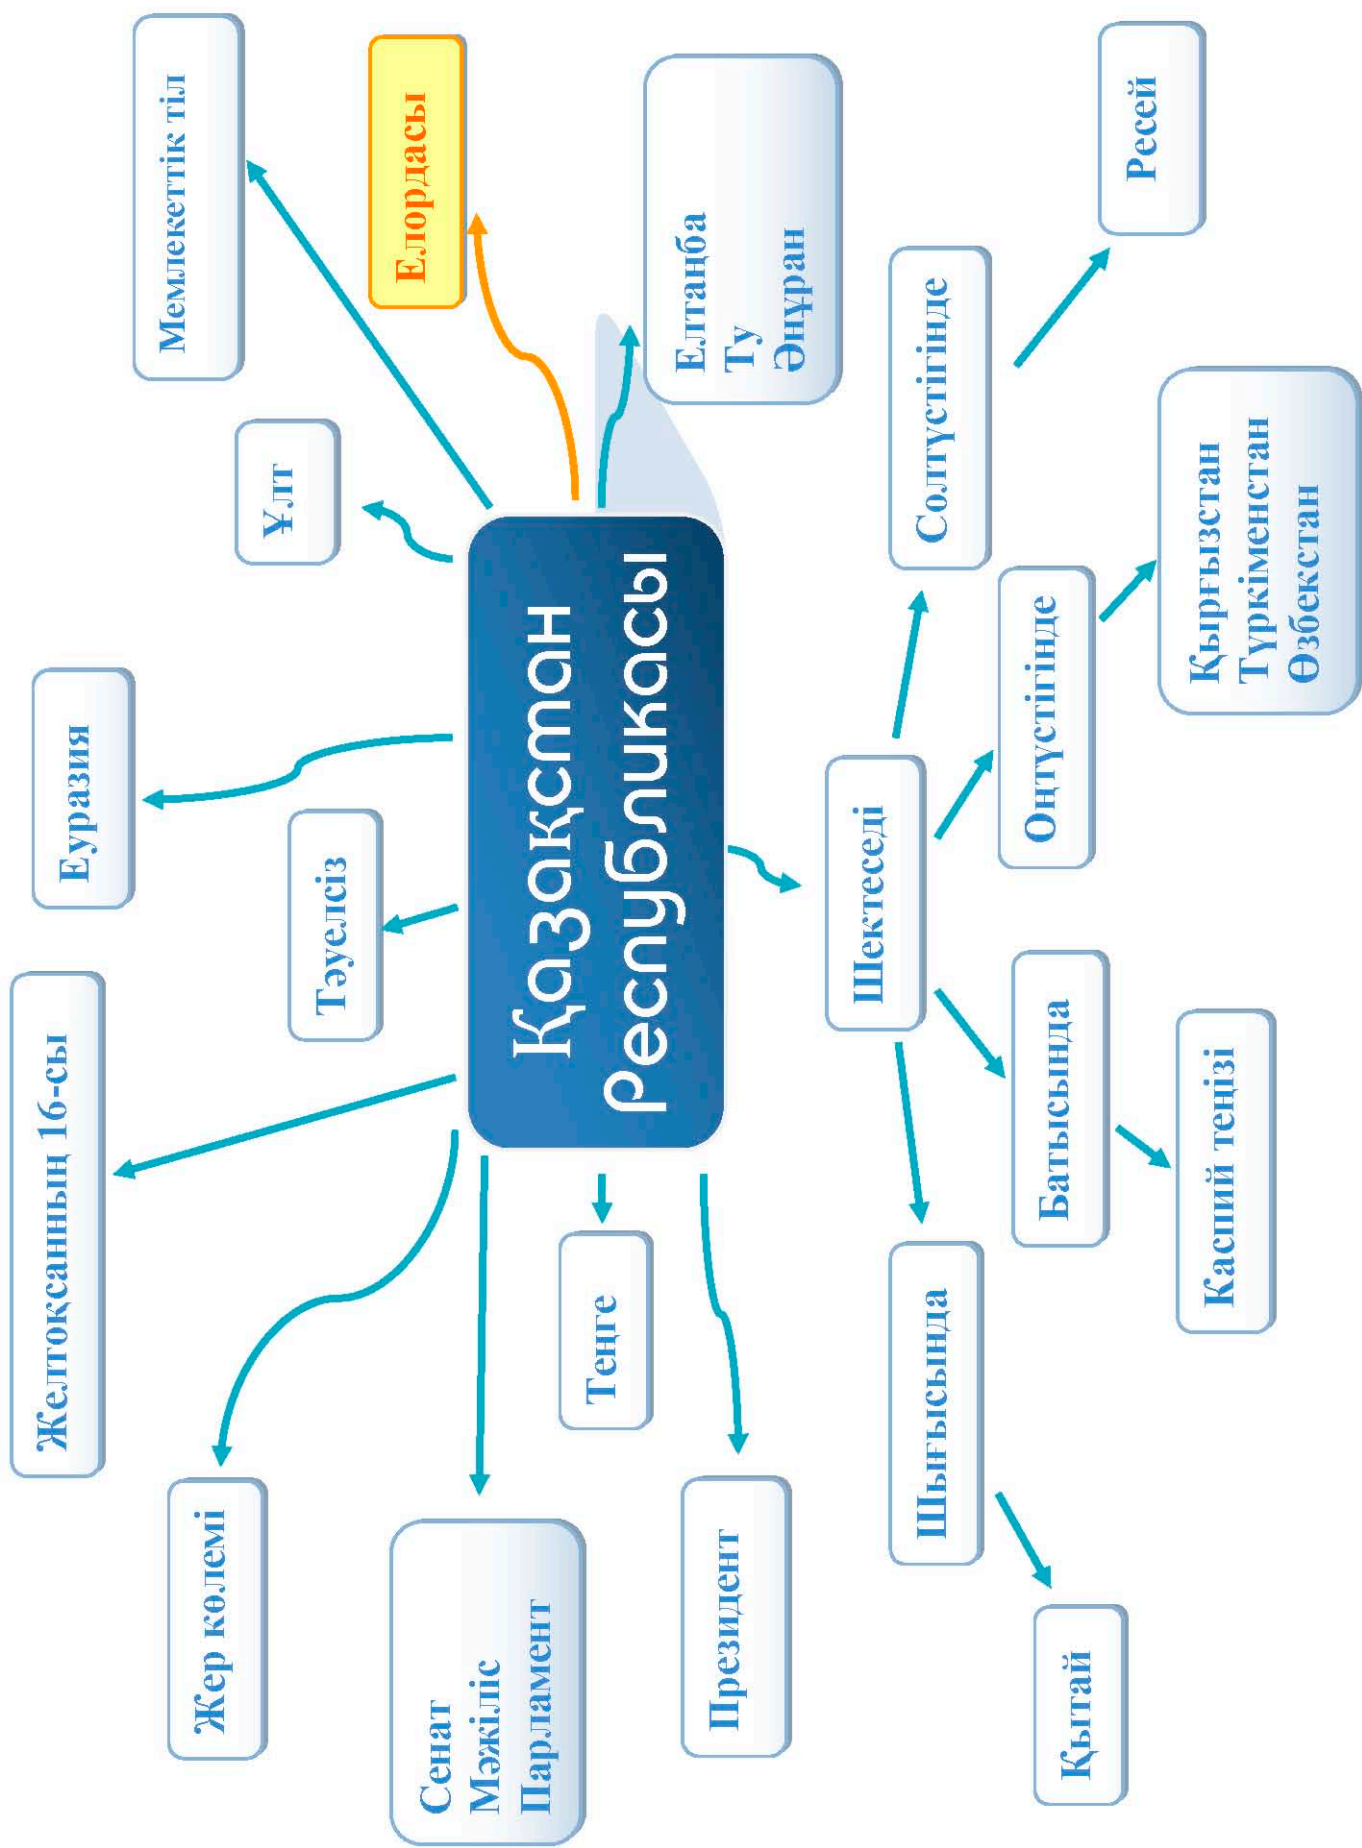 Желтоқсанның 16-сы
Еуразия
Мемлекеттік тіл
Жер көлемі
Тәуелсіз
Ұлт
Елордасы
Сенат
Мәжіліс
Парламент
Қазақстан
Республикасы
Теңге
Елтаңба
Ту
Әнұран
Президент
Шектеседі
Шығысында
Солтүстігінде
Батысында
Оңтүстігінде
Қытай
Ресей
Каспий теңізі
Қырғызстан
Түркіменстан
Өзбекстан